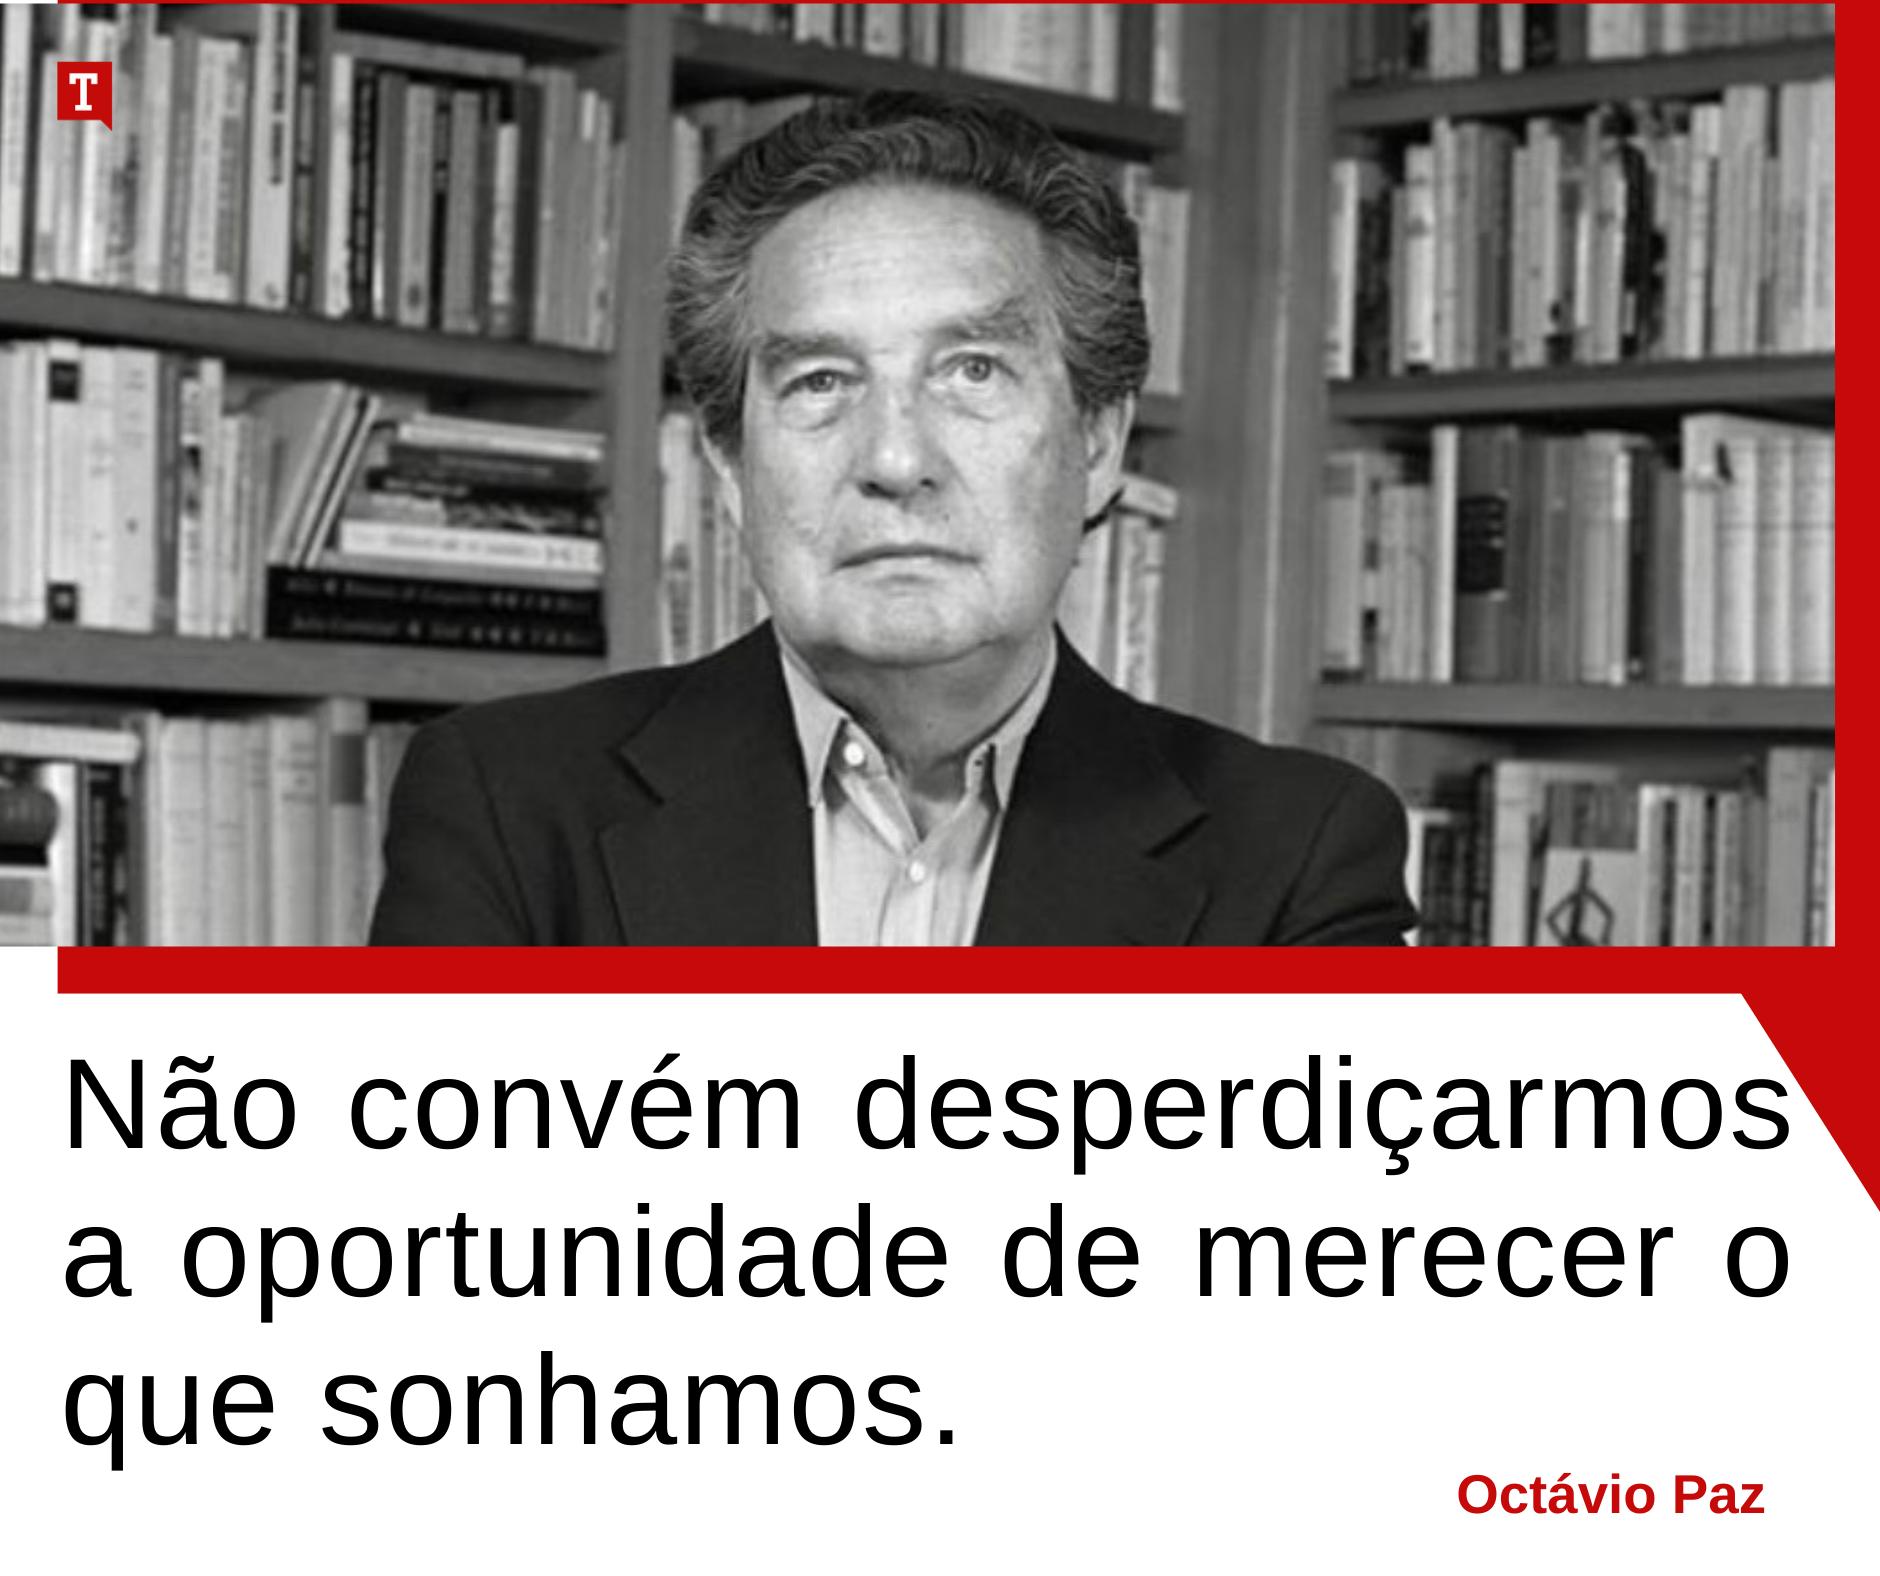 T
Não convém desperdiçarmos
a oportunidade de merecer o
que sonhamos.
Octávio Paz